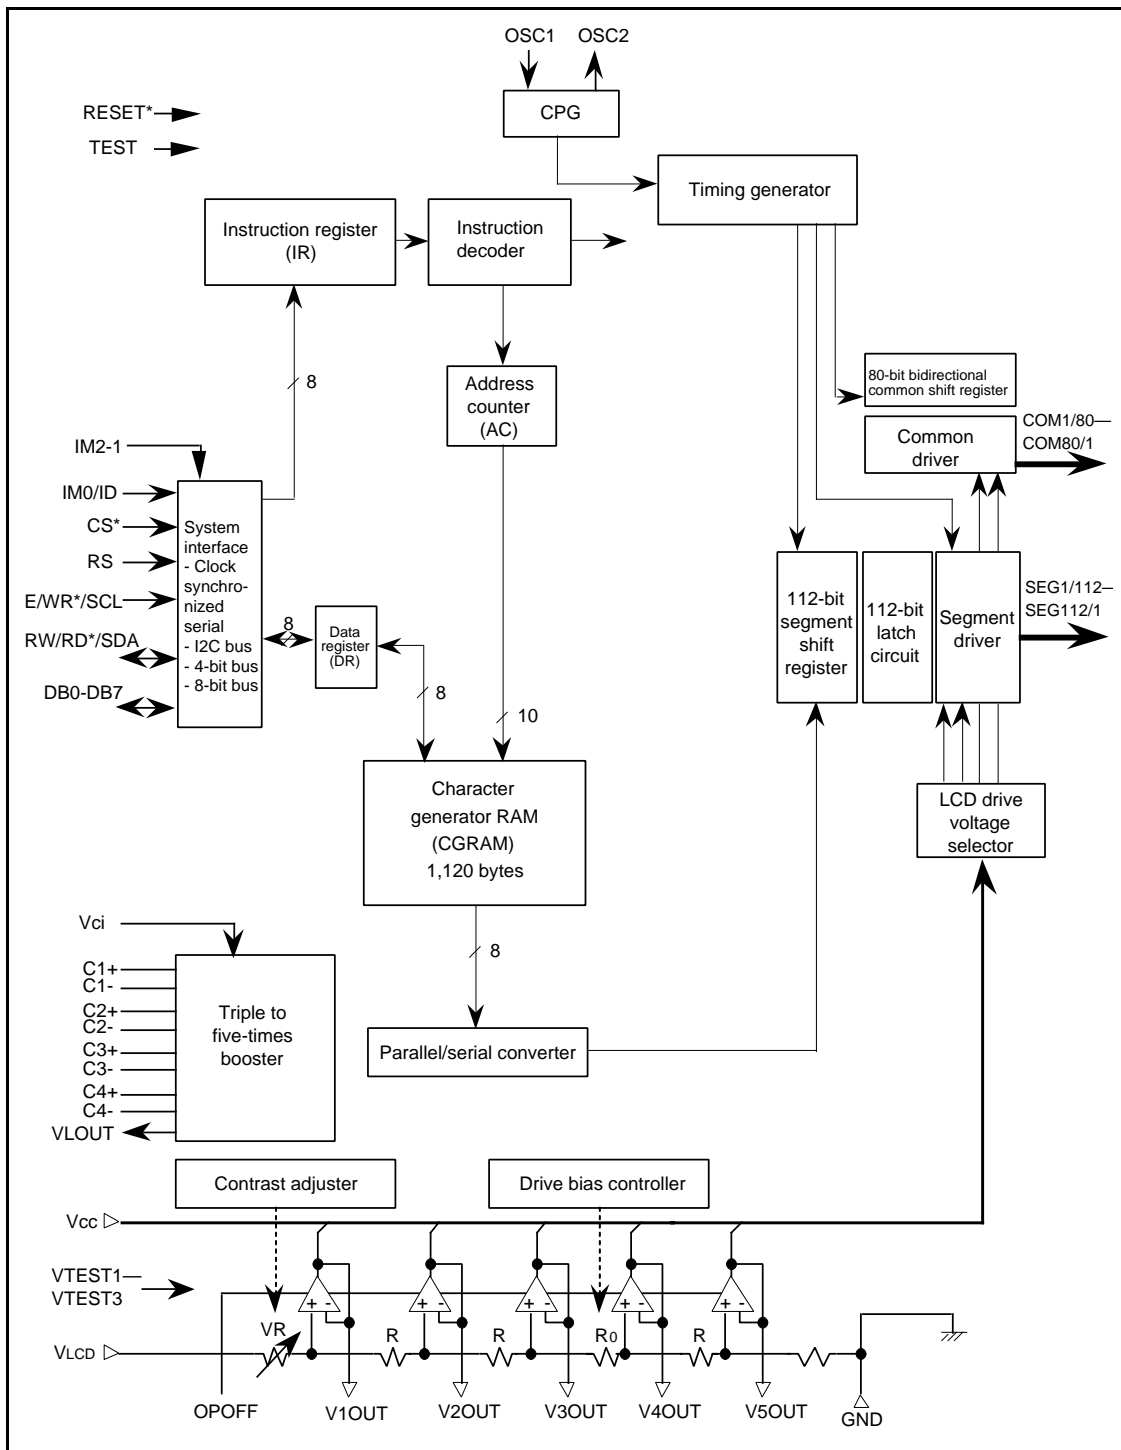 OSC1 OSC2
CPG
RESET*
TEST
Timing generator
Instruction register
(IR)
Instruction
decoder
8
Address
counter
(AC)
80-bit bidirectional
common shift register
Common
driver
COM1/80—
COM80/1
IM2-1
IM0/ID
CS*
RS
E/WR*/SCL
RW/RD*/SDA
DB0-DB7
System
interface
- Clock
synchro-
nized
serial
- I2C bus
- 4-bit bus
- 8-bit bus
8
Data
register
(DR)
8
10
112-bit
segment
shift
register
112-bit
latch
circuit
Segment
driver
SEG1/112—
SEG112/1
Character
generator RAM
(CGRAM)
1,120 bytes
LCD drive
voltage
selector
8
Parallel/serial converter
Vci
C1+
C1-
C2+
C2-
C3+
C3-
C4+
C4-
VLOUT
Triple to
five-times
booster
Contrast adjuster
Drive bias controller
Vcc
VTEST1—
VTEST3
+ - + - + - + - + -
VR R R R0 R
VLCD
OPOFF V1OUT V2OUT V3OUT V4OUT V5OUT GND